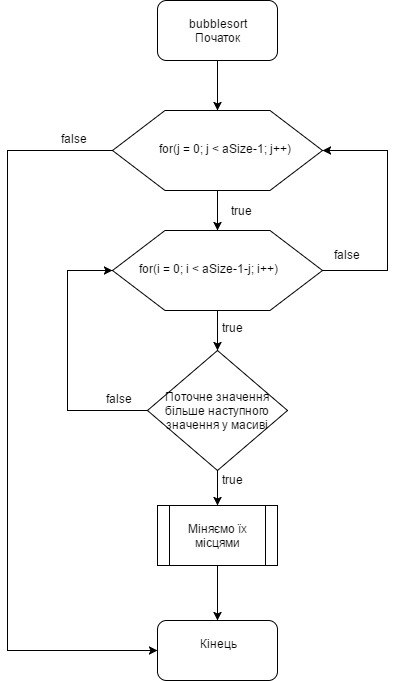 bubblesort
Початок
false
for(j = 0; j < aSize-1; j++)
true
false
for(i = 0; i < aSize-1-j; i++)
true
false
Поточне значення
більше наступного
значення у масиві
true
Міняємо їх
місцями
Кінець